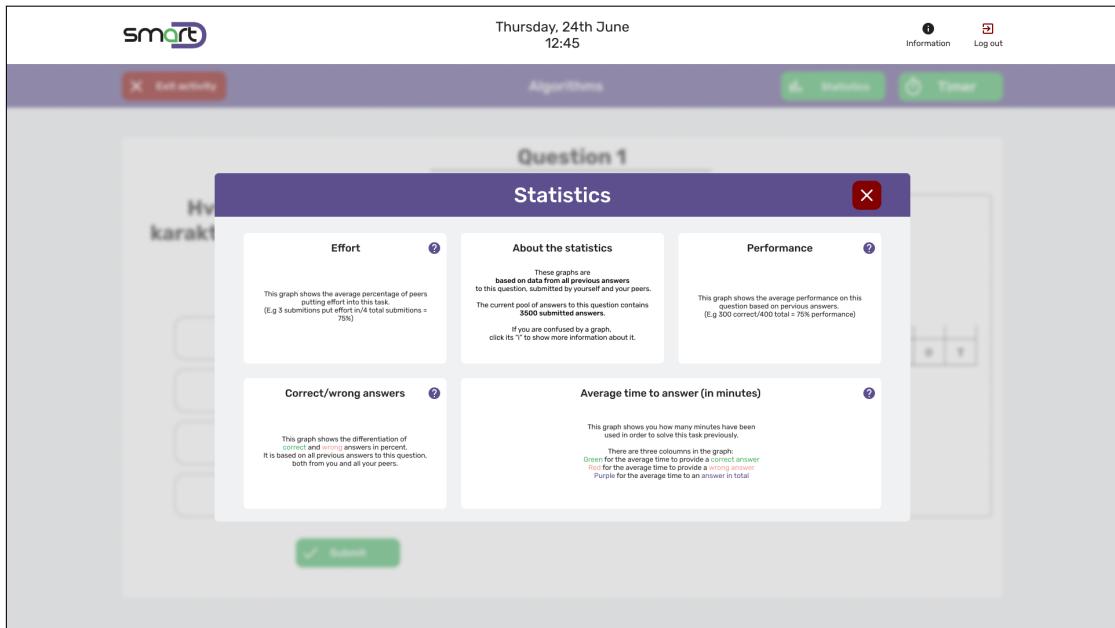 smart
Thursday, 24th June
12:45
Information
Log out
Exit activity
Algorithms
Statistics
Timer
Question 1
Hv
karakt
Statistics
Effort
This graph shows the average percentage of peers
putting effort into this task.
(E.g 3 submitions put effort in/4 total submitions =
75%)
About the statistics
These graphs are
based on data from all previous answers
to this question, submitted by yourself and your peers.
The current pool of answers to this question contains
3500 submitted answers.
If you are confused by a graph,
click its "i" to show more information about it.
Performance
This graph shows the average performance on this
question based on pervious answers.
(E.g 300 correct/400 total = 75% performance)
Correct/wrong answers
This graph shows the differentiation of
correct and wrong answers in percent.
It is based on all previous answers to this question,
both from you and all your peers.
Average time to answer (in minutes)
This graph shows you how many minutes have been
used in order to solve this task previously.
There are three coloumns in the graph:
Green for the average time to provide a correct answer
Red for the average time to provide a wrong answer
Purple for the average time to an answer in total
Submit